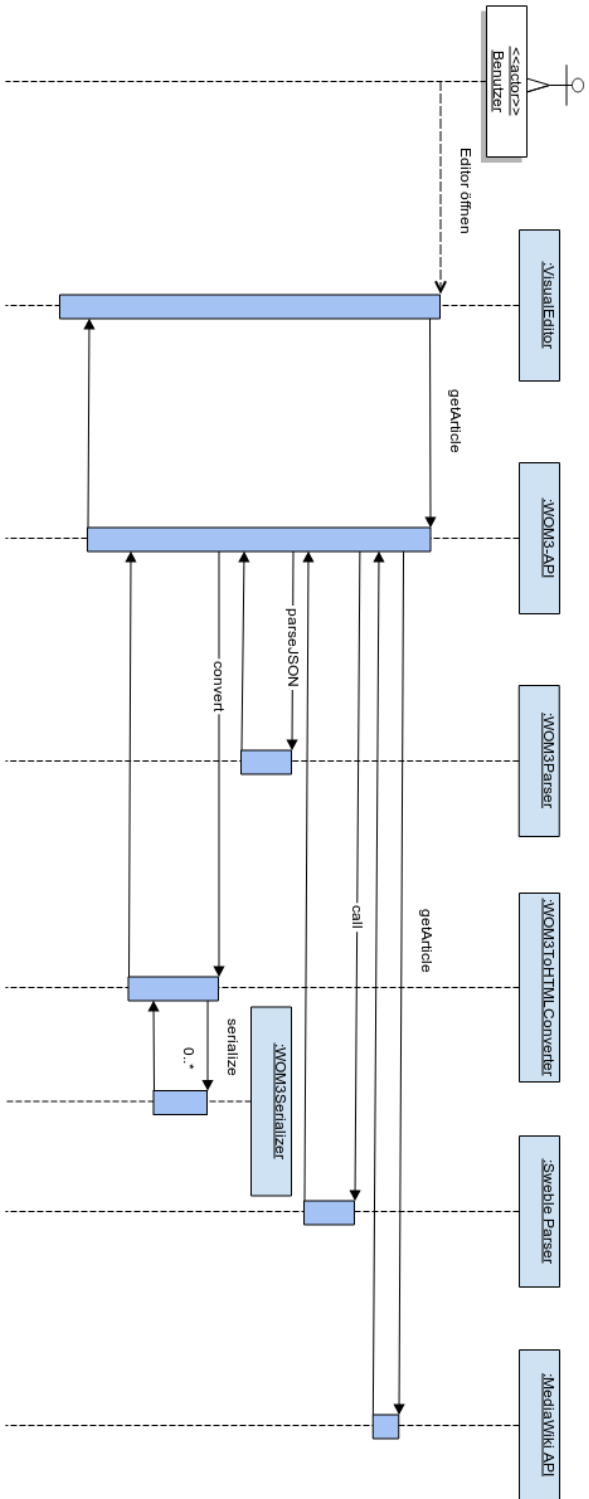 <<actor>>
Benutzer
:VisualEditor
:WOM3-API
:WOM3Parser
:WOM3ToHTMLConverter
:Sweble Parser
:MediaWiki API
Editor öffnen
getArticle
getArticle
call
parseJSON
convert
:WOM3Serializer
serialize
0..*